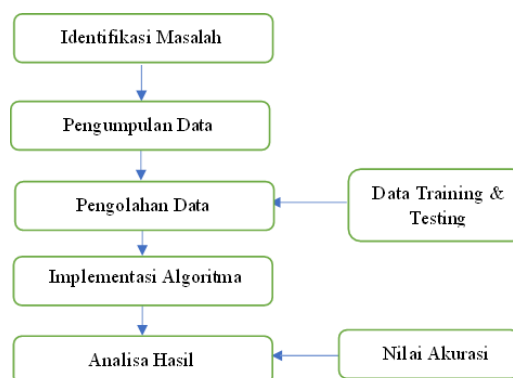 Identifikasi Masalah
Pengumpulan Data
Pengolahan Data
Data Training &
Testing
Implementasi Algoritma
Analisa Hasil
Nilai Akurasi